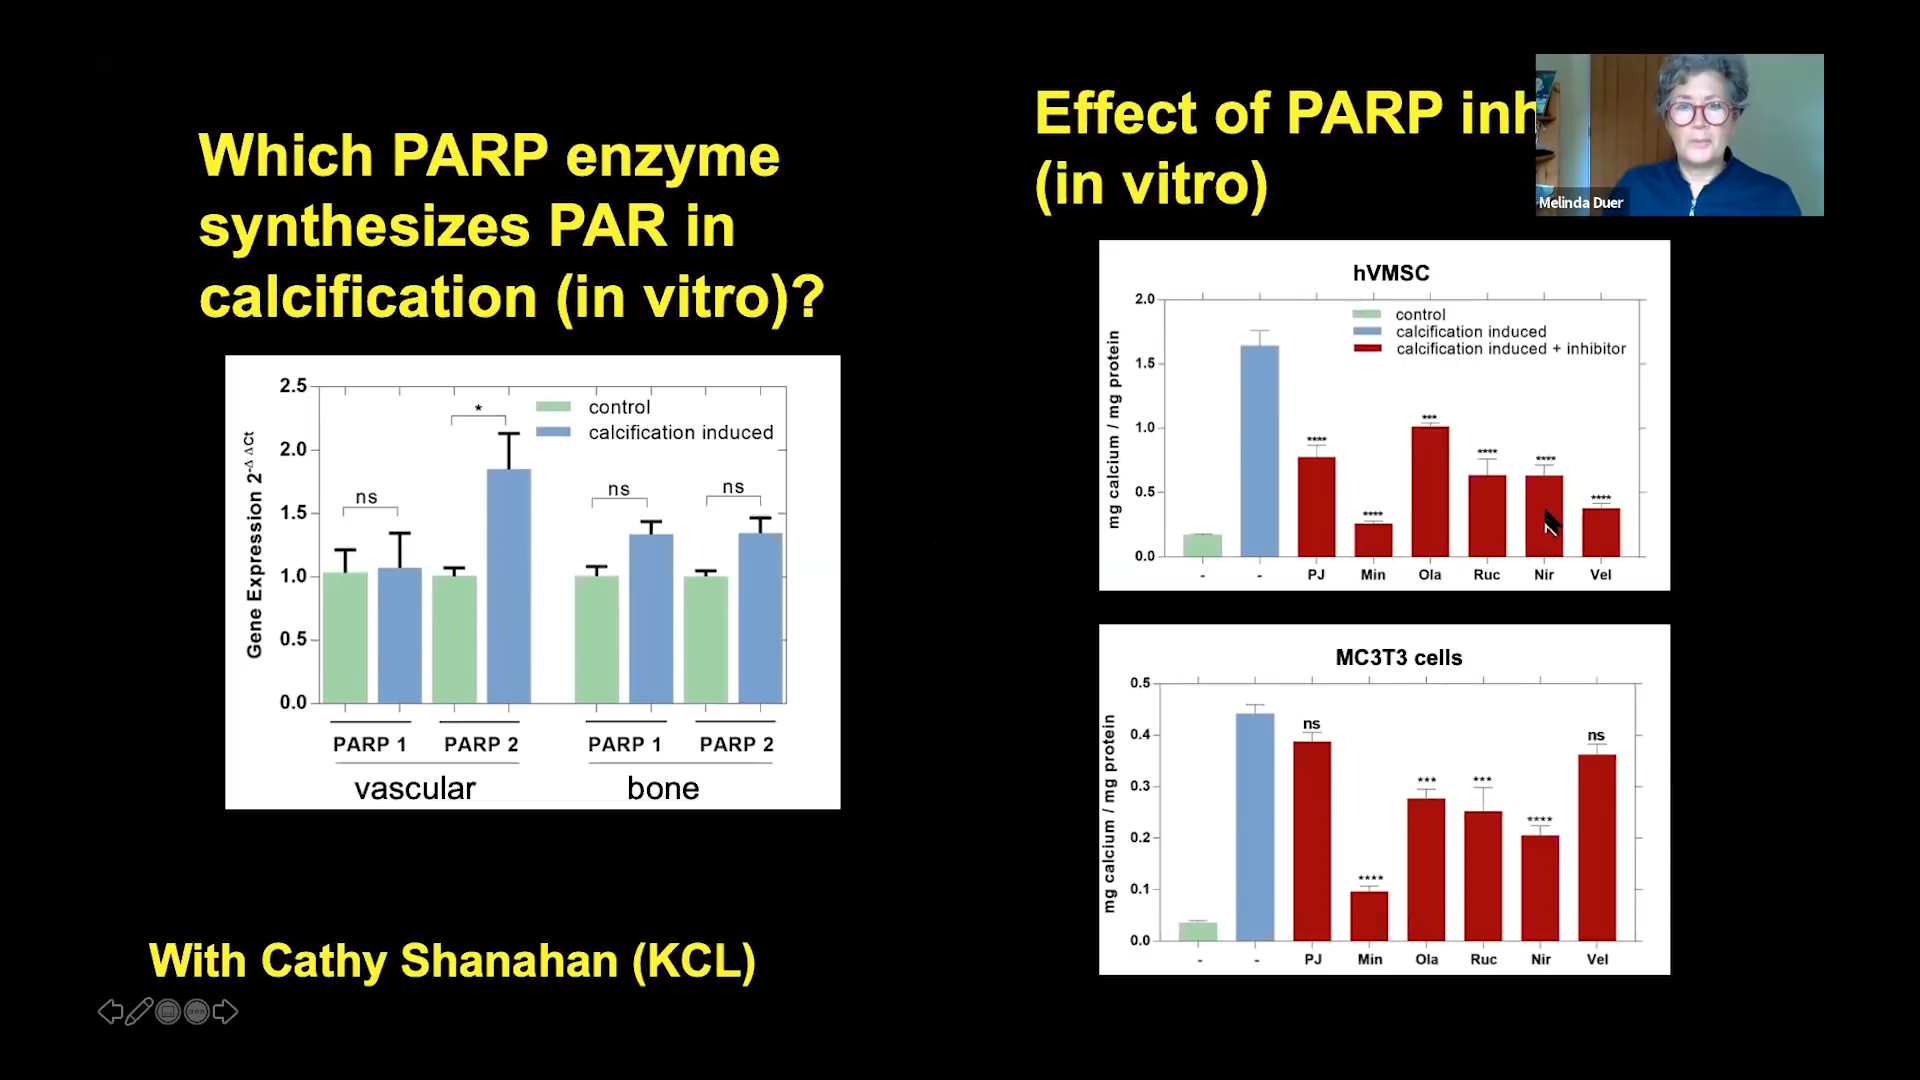 Which PARP enzyme
synthesizes PAR in
calcification (in vitro)?
2.5
2.0
1.5
1.0
0.5
0.0
Gene Expression 2-Δ ΔCt
control
calcification induced
ns
*
ns
ns
PARP 1
PARP 2
PARP 1
PARP 2
vascular
bone
With Cathy Shanahan (KCL)
Effect of PARP inh
(in vitro)
Melinda Duer
hVMSC
2.0
1.5
1.0
0.5
0.0
mg calcium / mg protein
control
calcification induced
calcification induced + inhibitor
****
****
***
****
****
****
- - PJ Min Ola Ruc Nir Vel
MC3T3 cells
0.5
0.4
0.3
0.2
0.1
0.0
mg calcium / mg protein
ns
****
***
***
****
ns
- - PJ Min Ola Ruc Nir Vel